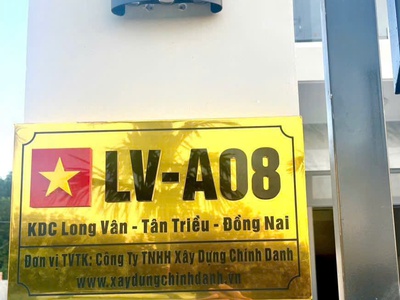 LV-A08
KDC Long Vân - Tân Triều - Đồng Nai
Đơn vị TVTK: Công Ty TNHH Xây Dựng Chính Danh
www.xaydungchinhdanh.vn